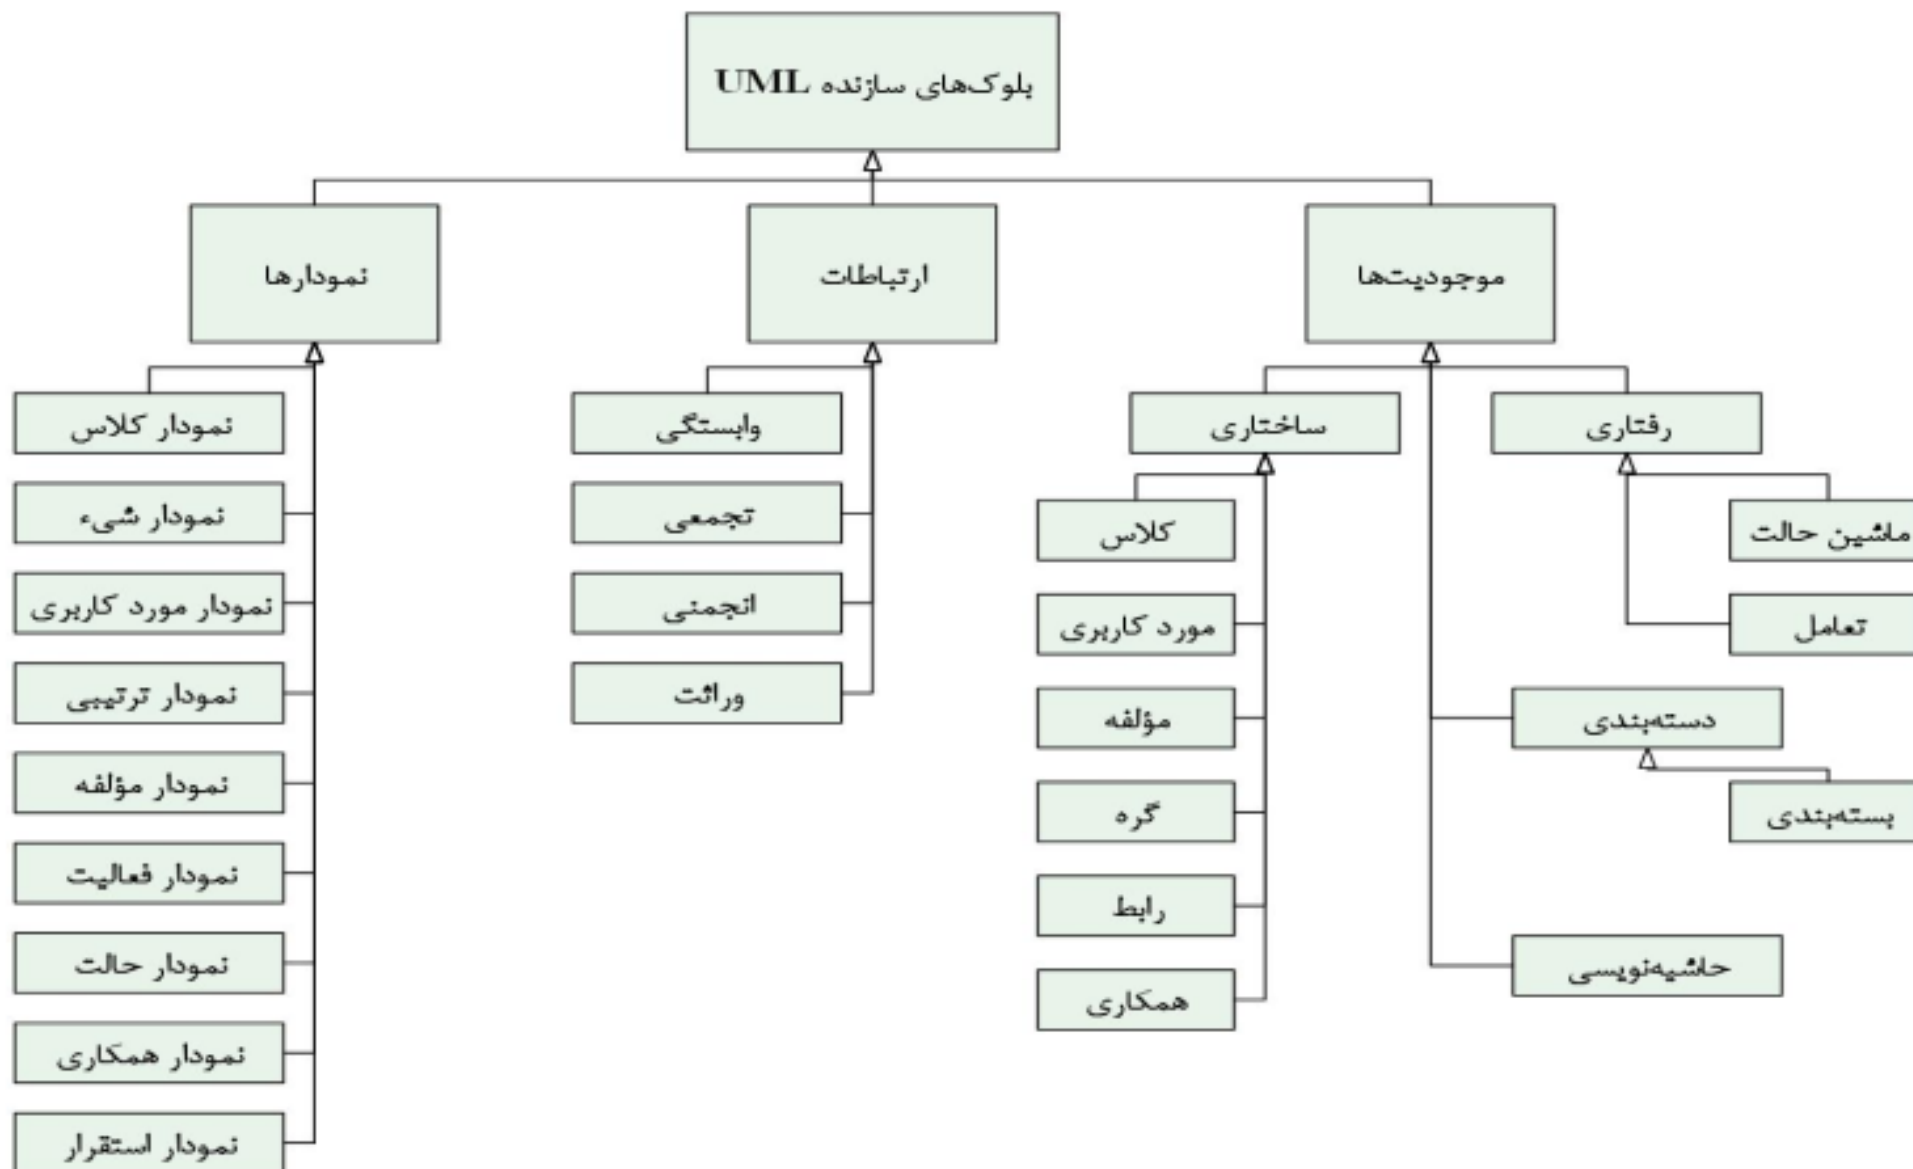 بلوک‌های سازنده UML
موجودیت‌ها
ارتباطات
نمودارها
رفتاری
ماشین حالت
تعامل
ساختاری
کلاس
مورد کاربری
مؤلفه
گره
رابط
همکاری
دسته‌بندی
بسته‌بندی
حاشیه‌نویسی
وابستگی
تجمعی
انجمنی
وراثت
نمودار کلاس
نمودار شیء
نمودار مورد کاربری
نمودار ترتیبی
نمودار مؤلفه
نمودار فعالیت
نمودار حالت
نمودار همکاری
نمودار استقرار